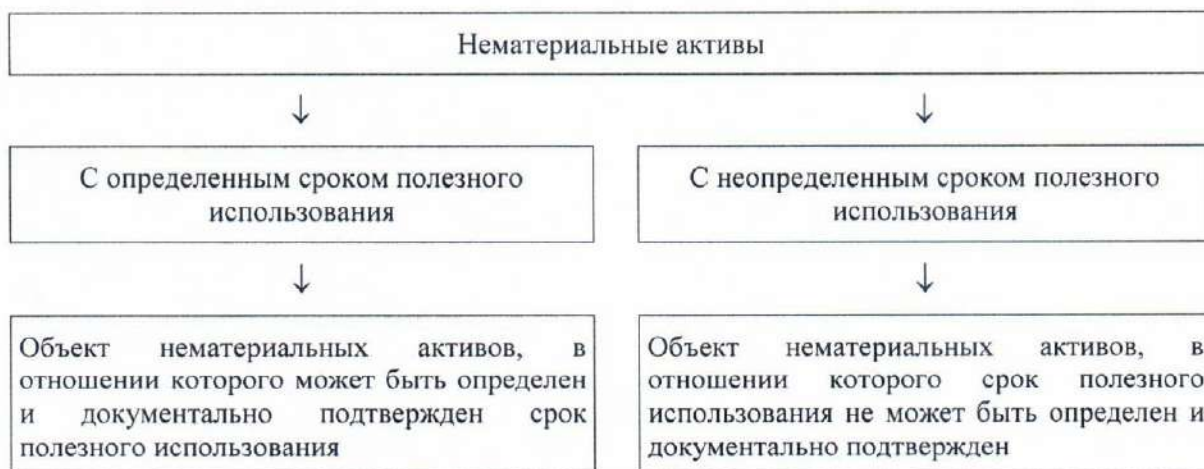 Нематериальные активы
↓
↓
С определенным сроком полезного
использования
С неопределенным сроком полезного
использования
↓
↓
Объект нематериальных активов, в
отношении которого может быть определен
и документально подтвержден срок
полезного использования
Объект нематериальных активов, в
отношении которого срок полезного
использования не может быть определен и
документально подтвержден